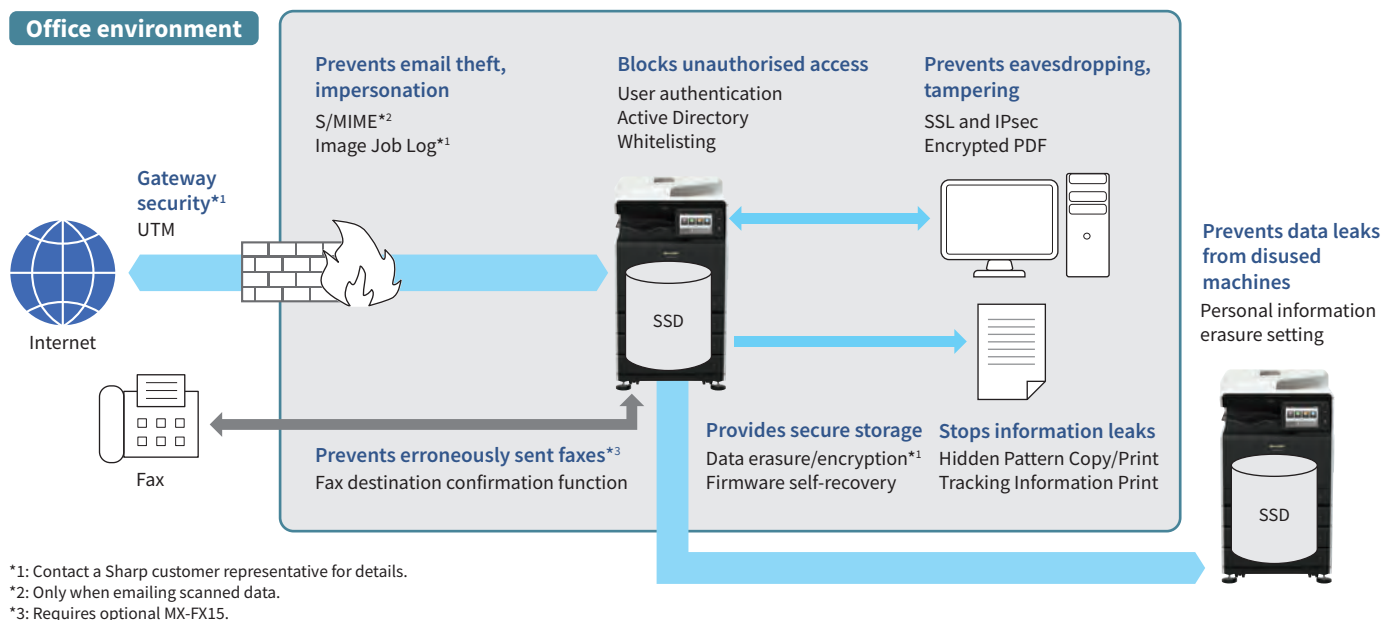 Office environment
Prevents email theft,
impersonation
S/MIME*2
Image Job Log*1
Blocks unauthorised access
User authentication
Active Directory
Whitelisting
Prevents eavesdropping,
tampering
SSL and IPsec
Encrypted PDF
Gateway
security*1
UTM
Internet
SSD
Prevents data leaks
from disused
machines
Personal information
erasure setting
SSD
Fax
Prevents erroneously sent faxes*3
Fax destination confirmation function
Provides secure storage
Data erasure/encryption*1
Firmware self-recovery
Stops information leaks
Hidden Pattern Copy/Print
Tracking Information Print
*1: Contact a Sharp customer representative for details.
*2: Only when emailing scanned data.
*3: Requires optional MX-FX15.